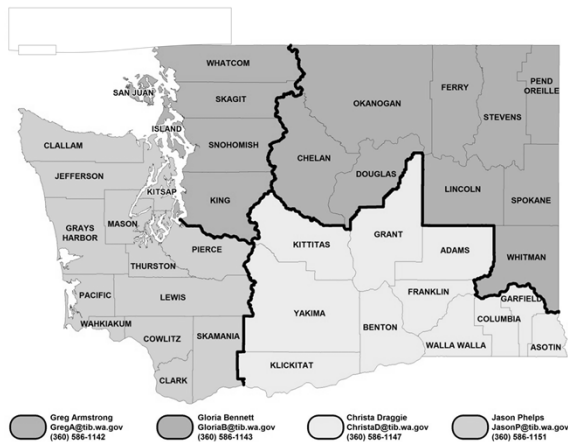 WHATCOM
SAN JUAN
SKAGIT
ISLAND
SNOHOMISH
CLALLAM
JEFFERSON
KITSAP
KING
GRAYS
HARBOR
MASON
PIERCE
THURSTON
PACIFIC
LEWIS
WAHKIAKUM
COWLITZ
SKAMANIA
CLARK
OKANOGAN
FERRY
STEVENS
PEND
OREILLE
CHELAN
DOUGLAS
LINCOLN
SPOKANE
WHITMAN
KITTITAS
GRANT
ADAMS
YAKIMA
BENTON
FRANKLIN
WALLA WALLA
COLUMBIA
GARFIELD
ASOTIN
KLICKITAT
Greg Armstrong
GregA@tib.wa.gov
(360) 586-1142
Gloria Bennett
GloriaB@tib.wa.gov
(360) 586-1143
Christa Draggie
ChristaD@tib.wa.gov
(360) 586-1147
Jason Phelps
JasonP@tib.wa.gov
(360) 586-1151